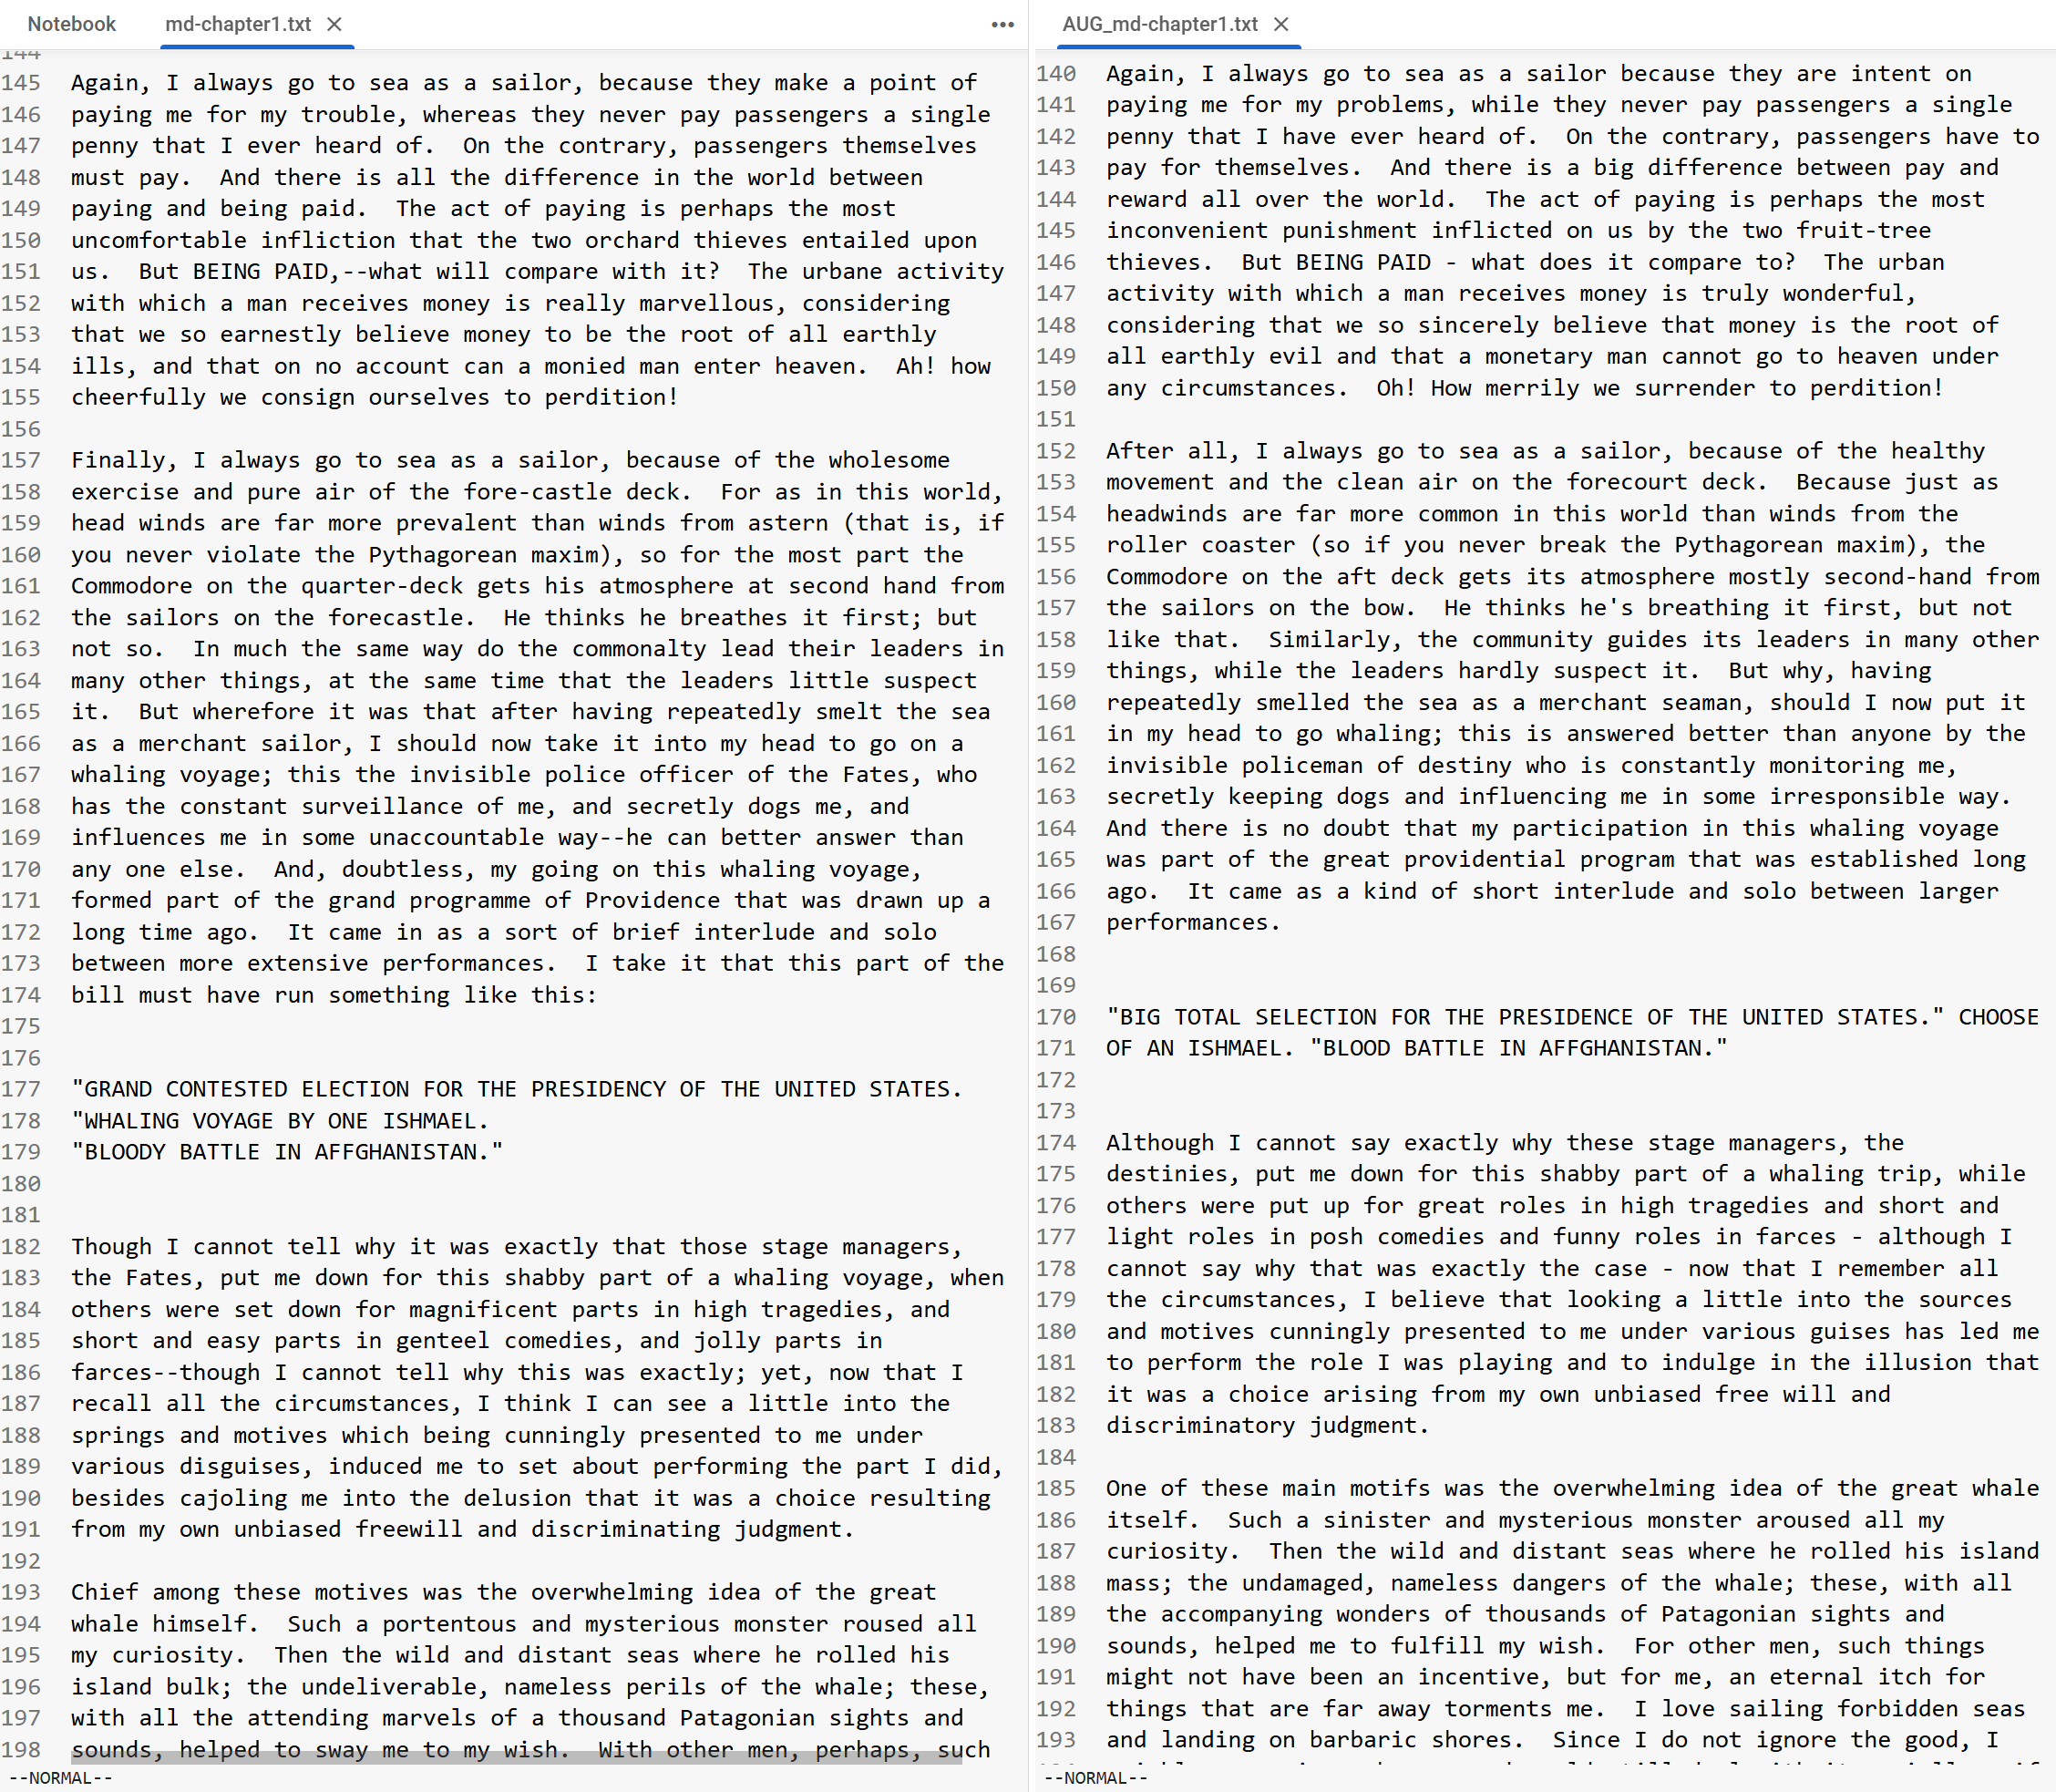 Notebook md-chapter1.txt
144
145 Again, I always go to sea as a sailor, because they make a point of
146 paying me for my trouble, whereas they never pay passengers a single
147 penny that I ever heard of.  On the contrary, passengers themselves
148 must pay.  And there is all the difference in the world between
149 paying and being paid.  The act of paying is perhaps the most
150 uncomfortable infliction that the two orchard thieves entailed upon
151 us.  But BEING PAID,--what will compare with it?  The urbane activity
152 with which a man receives money is really marvellous, considering
153 that we so earnestly believe money to be the root of all earthly
154 ills, and that on no account can a monied man enter heaven.  Ah! how
155 cheerfully we consign ourselves to perdition!
156
157 Finally, I always go to sea as a sailor, because of the wholesome
158 exercise and pure air of the fore-castle deck.  For as in this world,
159 head winds are far more prevalent than winds from astern (that is, if
160 you never violate the Pythagorean maxim), so for the most part the
161 Commodore on the quarter-deck gets his atmosphere at second hand from
162 the sailors on the forecastle.  He thinks he breathes it first; but
163 not so.  In much the same way do the commonalty lead their leaders in
164 many other things, at the same time that the leaders little suspect
165 it.  But wherefore it was that after having repeatedly smelt the sea
166 as a merchant sailor, I should now take it into my head to go on a
167 whaling voyage; this the invisible police officer of the Fates, who
168 has the constant surveillance of me, and secretly dogs me, and
169 influences me in some unaccountable way--he can better answer than
170 any one else.  And, doubtless, my going on this whaling voyage,
171 formed part of the grand programme of Providence that was drawn up a
172 long time ago.  It came in as a sort of brief interlude and solo
173 between more extensive performances.  I take it that this part of the
174 bill must have run something like this:
175
176
177 "GRAND CONTESTED ELECTION FOR THE PRESIDENCY OF THE UNITED STATES.
178 "WHALING VOYAGE BY ONE ISHMAEL.
179 "BLOODY BATTLE IN AFFGHANISTAN."
180
181
182 Though I cannot tell why it was exactly that those stage managers,
183 the Fates, put me down for this shabby part of a whaling voyage, when
184 others were set down for magnificent parts in high tragedies, and
185 short and easy parts in genteel comedies, and jolly parts in
186 farces--though I cannot tell why this was exactly; yet, now that I
187 recall all the circumstances, I think I can see a little into the
188 springs and motives which being cunningly presented to me under
189 various disguises, induced me to set about performing the part I did,
190 besides cajoling me into the delusion that it was a choice resulting
191 from my own unbiased freewill and discriminating judgment.
192
193 Chief among these motives was the overwhelming idea of the great
194 whale himself.  Such a portentous and mysterious monster roused all
195 my curiosity.  Then the wild and distant seas where he rolled his
196 island bulk; the undeliverable, nameless perils of the whale; these,
197 with all the attending marvels of a thousand Patagonian sights and
198 sounds, helped to sway me to my wish.  With other men, perhaps, such
--NORMAL--
AUG_md-chapter1.txt
140 Again, I always go to sea as a sailor because they are intent on
141 paying me for my problems, while they never pay passengers a single
142 penny that I have ever heard of.  On the contrary, passengers have to
143 pay for themselves.  And there is a big difference between pay and
144 reward all over the world.  The act of paying is perhaps the most
145 inconvenient punishment inflicted on us by the two fruit-tree
146 thieves.  But BEING PAID - what does it compare to?  The urban
147 activity with which a man receives money is truly wonderful,
148 considering that we so sincerely believe that money is the root of
149 all earthly evil and that a monetary man cannot go to heaven under
150 any circumstances.  Oh! How merrily we surrender to perdition!
151
152 After all, I always go to sea as a sailor, because of the healthy
153 movement and the clean air on the forecourt deck.  Because just as
154 headwinds are far more common in this world than winds from the
155 roller coaster (so if you never break the Pythagorean maxim), the
156 Commodore on the aft deck gets its atmosphere mostly second-hand from
157 the sailors on the bow.  He thinks he's breathing it first, but not
158 like that.  Similarly, the community guides its leaders in many other
159 things, while the leaders hardly suspect it.  But why, having
160 repeatedly smelled the sea as a merchant seaman, should I now put it
161 in my head to go whaling; this is answered better than anyone by the
162 invisible policeman of destiny who is constantly monitoring me,
163 secretly keeping dogs and influencing me in some irresponsible way.
164 And there is no doubt that my participation in this whaling voyage
165 was part of the great providential program that was established long
166 ago.  It came as a kind of short interlude and solo between larger
167 performances.
168
169
170 "BIG TOTAL SELECTION FOR THE PRESIDENCE OF THE UNITED STATES." CHOOSE
171 OF AN ISHMAEL. "BLOOD BATTLE IN AFFGHANISTAN."
172
173
174 Although I cannot say exactly why these stage managers, the
175 destinies, put me down for this shabby part of a whaling trip, while
176 others were put up for great roles in high tragedies and short and
177 light roles in posh comedies and funny roles in farces - although I
178 cannot say why that was exactly the case - now that I remember all
179 the circumstances, I believe that looking a little into the sources
180 and motives cunningly presented to me under various guises has led me
181 to perform the role I was playing and to indulge in the illusion that
182 it was a choice arising from my own unbiased free will and
183 discriminatory judgment.
184
185 One of these main motifs was the overwhelming idea of the great whale
186 itself.  Such a sinister and mysterious monster aroused all my
187 curiosity.  Then the wild and distant seas where he rolled his island
188 mass; the undamaged, nameless dangers of the whale; these, with all
189 the accompanying wonders of thousands of Patagonian sights and
190 sounds, helped me to fulfill my wish.  For other men, such things
191 might not have been an incentive, but for me, an eternal itch for
192 things that are far away torments me.  I love sailing forbidden seas
193 and landing on barbaric shores.  Since I do not ignore the good, I
--NORMAL--